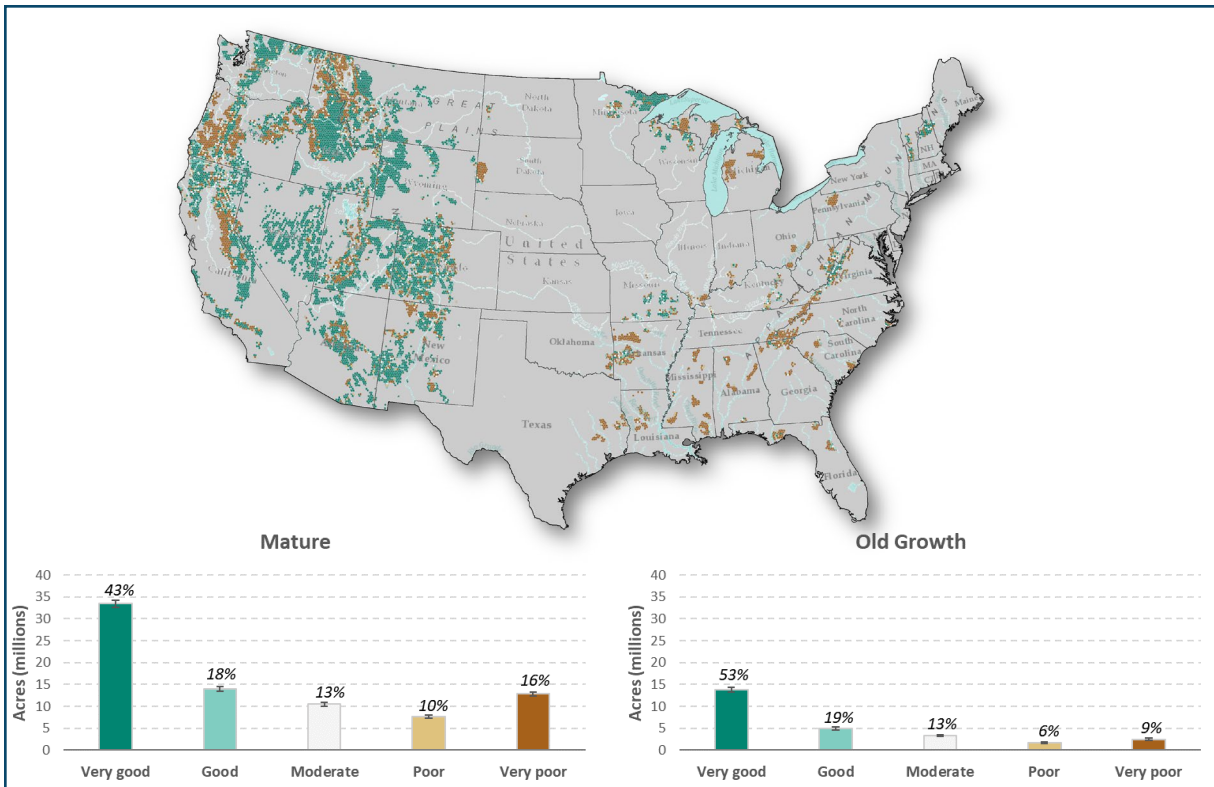 North
Dakota
Maine
Montana
GREAT
PLAINS
Minnesota
NH
MA
Wisconsin
Michigan
New York
South
Dakota
Wyoming
Pennsylvania
Iowa
Nebraska
Illinois
Indiana
Ohio
United
States
Virginia
Kansas
Missouri
Kentucky
California
North
Carolina
Tennessee
Oklahoma
Arkansas
South
Carolina
New
Mexico
Mississippi
Alabama
Georgia
Texas
Louisiana
Florida
Mature
Old Growth
Acres (millions)
40
35
30
25
20
15
10
5
0
43%
18%
13%
10%
16%
Very good
Good
Moderate
Poor
Very poor
Acres (millions)
40
35
30
25
20
15
10
5
0
53%
19%
13%
6%
9%
Very good
Good
Moderate
Poor
Very poor